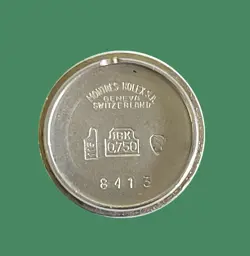 MONTRES ROLEX S.A.
GENEVA
SWITZERLAND
18K
0,750
8413